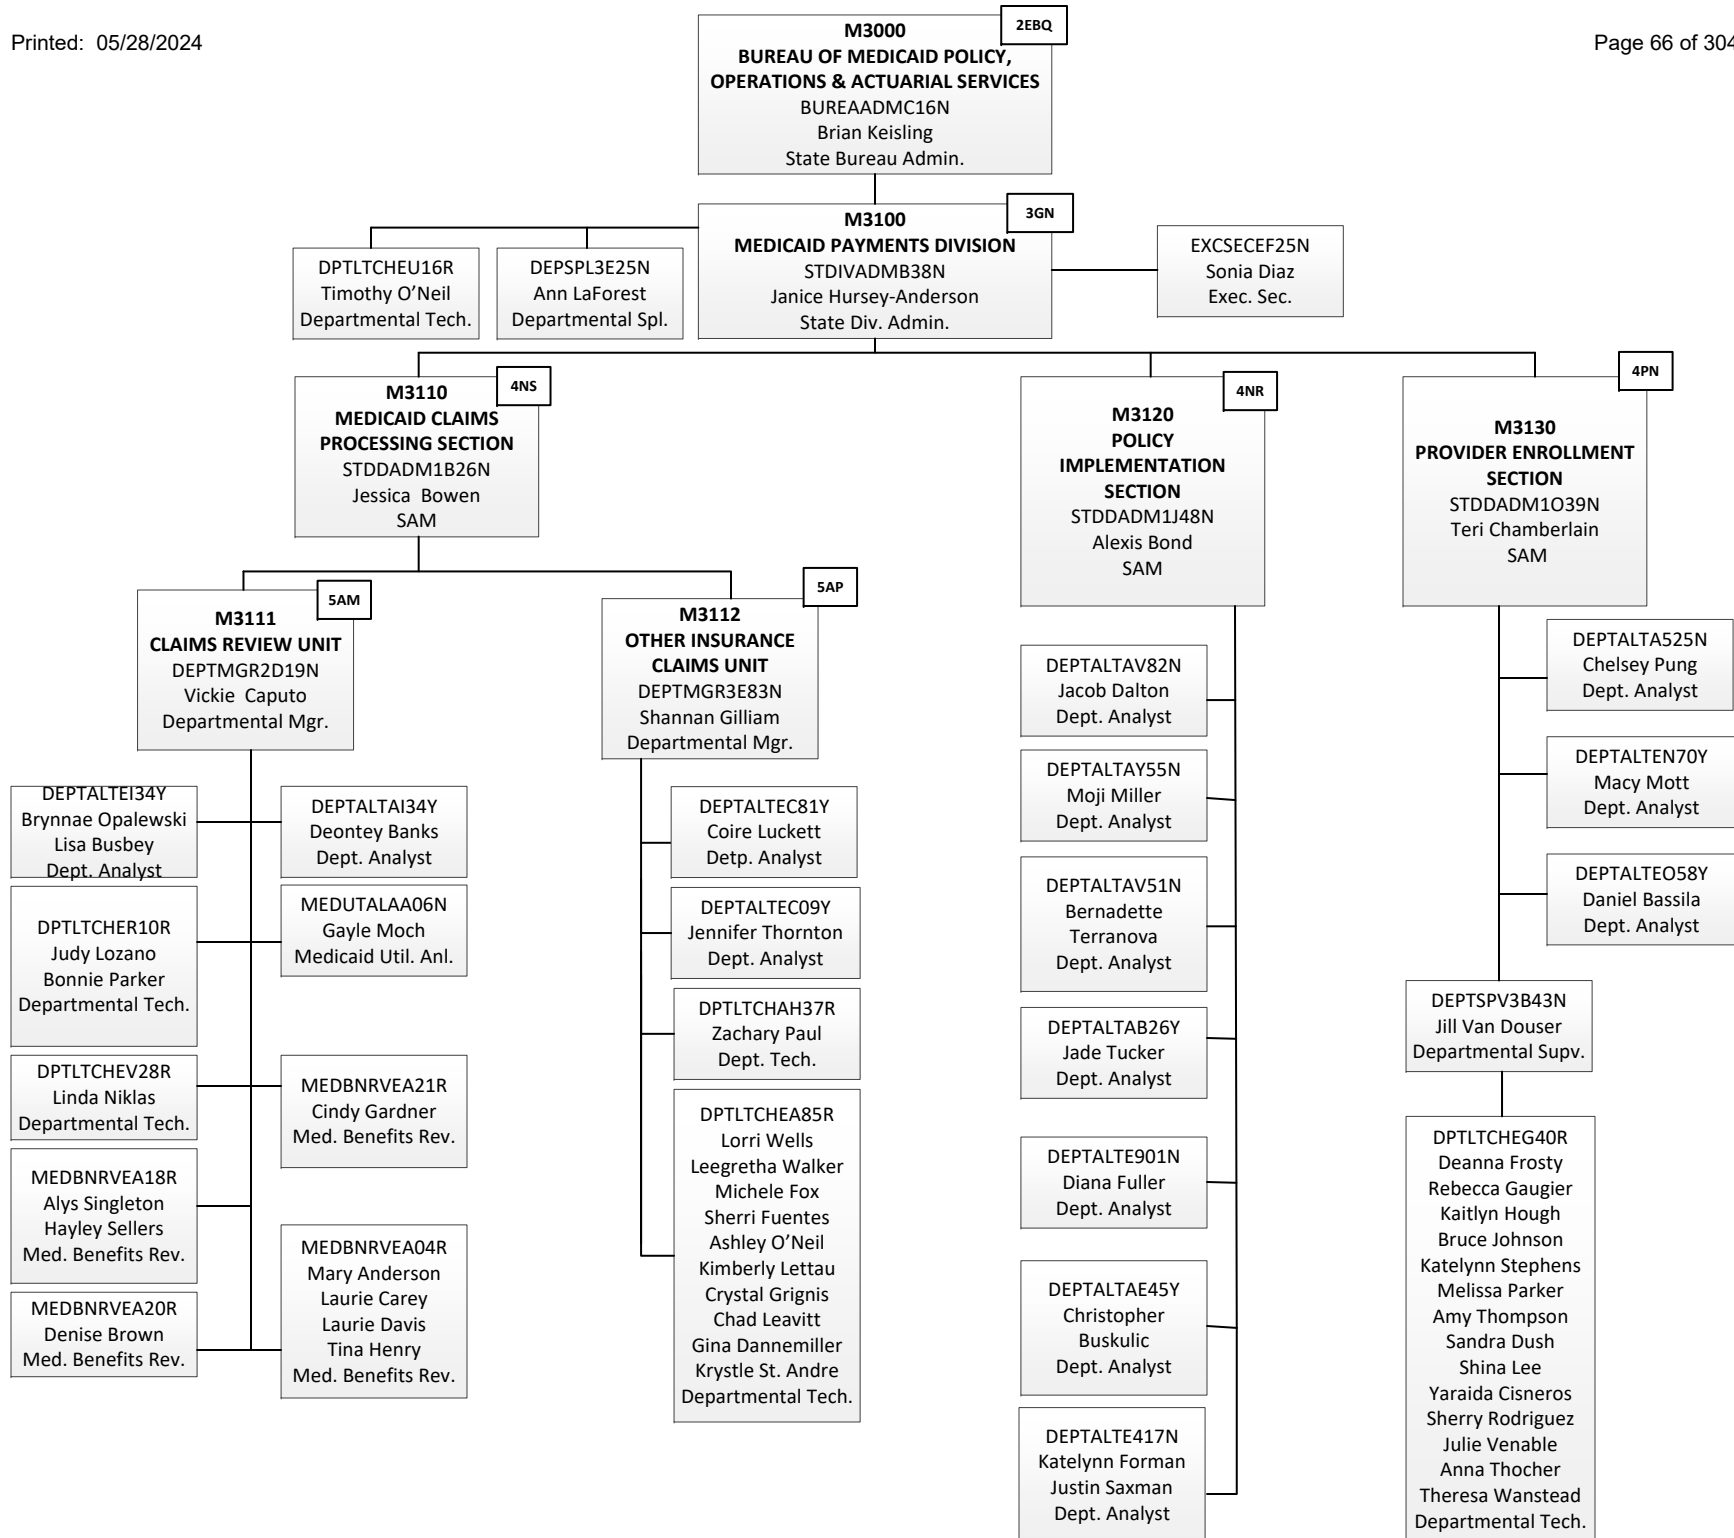 Printed: 05/28/2024
Page 66 of 304
2EBQ
M3000
BUREAU OF MEDICAID POLICY,
OPERATIONS & ACTUARIAL SERVICES
BUREAADMC16N
Brian Keisling
State Bureau Admin.
3GN
M3100
MEDICAID PAYMENTS DIVISION
STDIVADMB38N
Janice Hursey-Anderson
State Div. Admin.
DPTLTCHEU16R
Timothy O’Neil
Departmental Tech.
DEPSPL3E25N
Ann LaForest
Departmental Spl.
EXCSECEF25N
Sonia Diaz
Exec. Sec.
4NS
M3110
MEDICAID CLAIMS
PROCESSING SECTION
STDDADM1B26N
Jessica  Bowen
SAM
4NR
M3120
POLICY
IMPLEMENTATION
SECTION
STDDADM1J48N
Alexis Bond
SAM
4PN
M3130
PROVIDER ENROLLMENT
SECTION
STDDADM1O39N
Teri Chamberlain
SAM
5AM
M3111
CLAIMS REVIEW UNIT
DEPTMGR2D19N
Vickie  Caputo
Departmental Mgr.
5AP
M3112
OTHER INSURANCE
CLAIMS UNIT
DEPTMGR3E83N
Shannan Gilliam
Departmental Mgr.
DEPTALTEI34Y
Brynnae Opalewski
Lisa Busbey
Dept. Analyst
DEPTALTAI34Y
Deontey Banks
Dept. Analyst
DPTLTCHER10R
Judy Lozano
Bonnie Parker
Departmental Tech.
MEDUTALAA06N
Gayle Moch
Medicaid Util. Anl.
DPTLTCHEV28R
Linda Niklas
Departmental Tech.
MEDBNRVEA21R
Cindy Gardner
Med. Benefits Rev.
MEDBNRVEA18R
Alys Singleton
Hayley Sellers
Med. Benefits Rev.
MEDBNRVEA04R
Mary Anderson
Laurie Carey
Laurie Davis
Tina Henry
Med. Benefits Rev.
MEDBNRVEA20R
Denise Brown
Med. Benefits Rev.
DEPTALTEC81Y
Coire Luckett
Detp. Analyst
DEPTALTEC09Y
Jennifer Thornton
Dept. Analyst
DPTLTCHAH37R
Zachary Paul
Dept. Tech.
DPTLTCHEA85R
Lorri Wells
Leegretha Walker
Michele Fox
Sherri Fuentes
Ashley O’Neil
Kimberly Lettau
Crystal Grignis
Chad Leavitt
Gina Dannemiller
Krystle St. Andre
Departmental Tech.
DEPTALTAV82N
Jacob Dalton
Dept. Analyst
DEPTALTAY55N
Moji Miller
Dept. Analyst
DEPTALTAV51N
Bernadette
Terranova
Dept. Analyst
DEPTALTAB26Y
Jade Tucker
Dept. Analyst
DEPTALTE901N
Diana Fuller
Dept. Analyst
DEPTALTAE45Y
Christopher
Buskulic
Dept. Analyst
DEPTALTE417N
Katelynn Forman
Justin Saxman
Dept. Analyst
DEPTALTA525N
Chelsey Pung
Dept. Analyst
DEPTALTEN70Y
Macy Mott
Dept. Analyst
DEPTALTEO58Y
Daniel Bassila
Dept. Analyst
DEPTSPV3B43N
Jill Van Douser
Departmental Supv.
DPTLTCHEG40R
Deanna Frosty
Rebecca Gaugier
Kaitlyn Hough
Bruce Johnson
Katelynn Stephens
Melissa Parker
Amy Thompson
Sandra Dush
Shina Lee
Yaraida Cisneros
Sherry Rodriguez
Julie Venable
Anna Thocher
Theresa Wanstead
Departmental Tech.